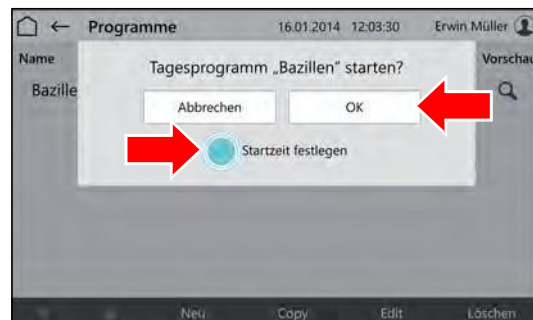 ← Programme 16.01.2014 12:03:30 Erwin Müller
Name Vorschau
Tagesprogramm „Bazillen“ starten?
Bazille
Abbrechen OK
Startzeit festlegen
Neu Copy Edit Löschen